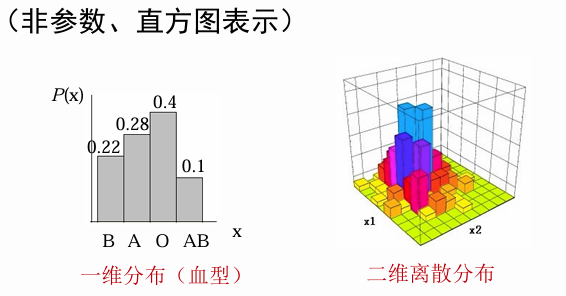 （非参数、直方图表示）
P(x)
0.4
0.28
0.22
0.1
B A O AB
x
x1
x2
一维分布（血型）
二维离散分布